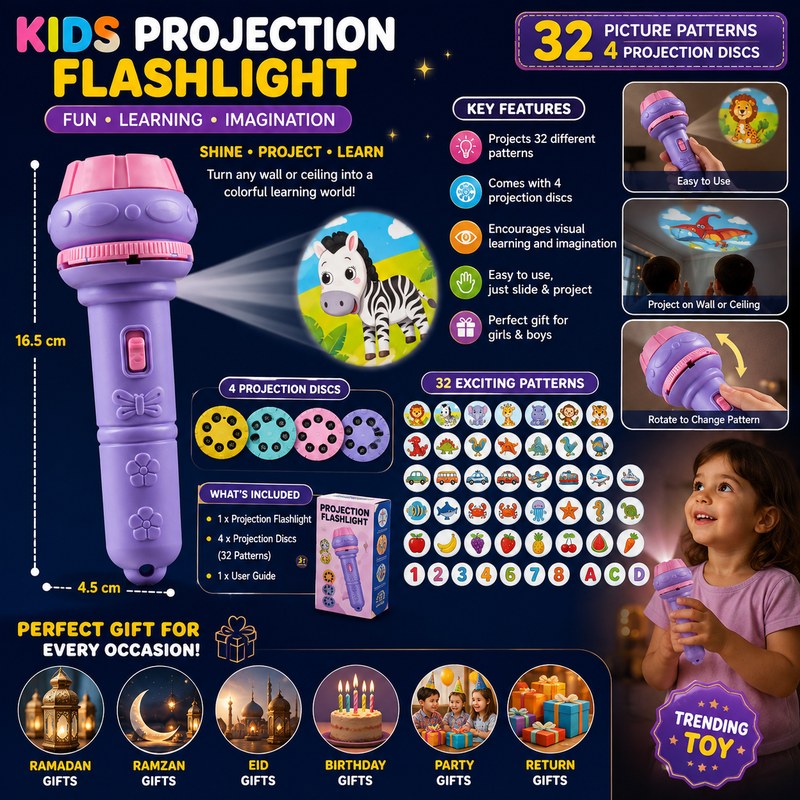 KIDS PROJECTION
FLASHLIGHT
FUN • LEARNING • IMAGINATION
SHINE • PROJECT • LEARN
Turn any wall or ceiling into a
colorful learning world!
32 PICTURE PATTERNS
4 PROJECTION DISCS
KEY FEATURES
Projects 32 different
patterns
Comes with 4
projection discs
Encourages visual
learning and imagination
Easy to use,
just slide & project
Perfect gift for
girls & boys
Easy to Use
Project on Wall or Ceiling
Rotate to Change Pattern
16.5 cm
4.5 cm
4 PROJECTION DISCS
WHAT'S INCLUDED
• 1 x Projection Flashlight
• 4 x Projection Discs
(32 Patterns)
• 1 x User Guide
PROJECTION
FLASHLIGHT
32 EXCITING PATTERNS
1 2 3 4 6 7 8 A C D
PERFECT GIFT FOR
EVERY OCCASION!
RAMADAN
GIFTS
RAMZAN
GIFTS
EID
GIFTS
BIRTHDAY
GIFTS
PARTY
GIFTS
RETURN
GIFTS
TRENDING
TOY